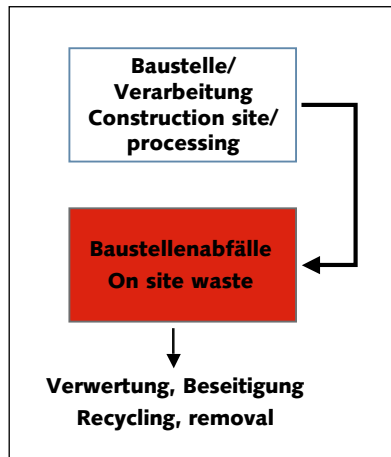 Baustelle/
Verarbeitung
Construction site/
processing
Baustellenabfälle
On site waste
Verwertung, Beseitigung
Recycling, removal